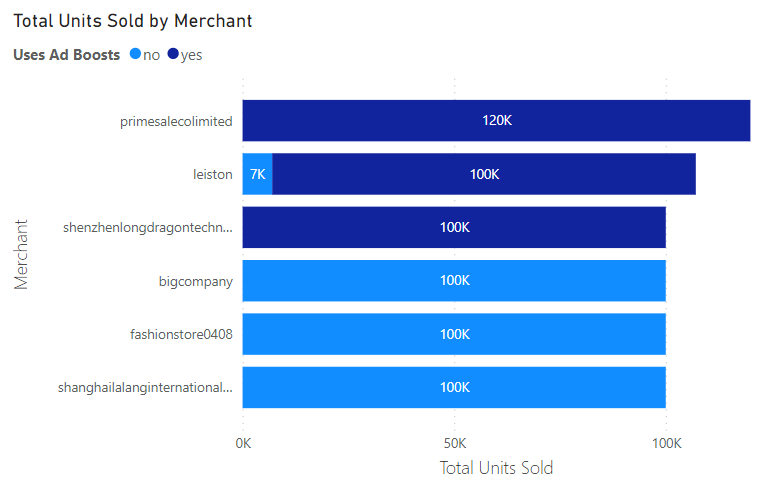 Total Units Sold by Merchant
Uses Ad Boosts no yes
primesalecolimited 120K
leiston 7K 100K
shenzhenlongdragontechn... 100K
bigcompany 100K
fashionstore0408 100K
shanghailalanginternational... 100K
Merchant
0K 50K 100K
Total Units Sold